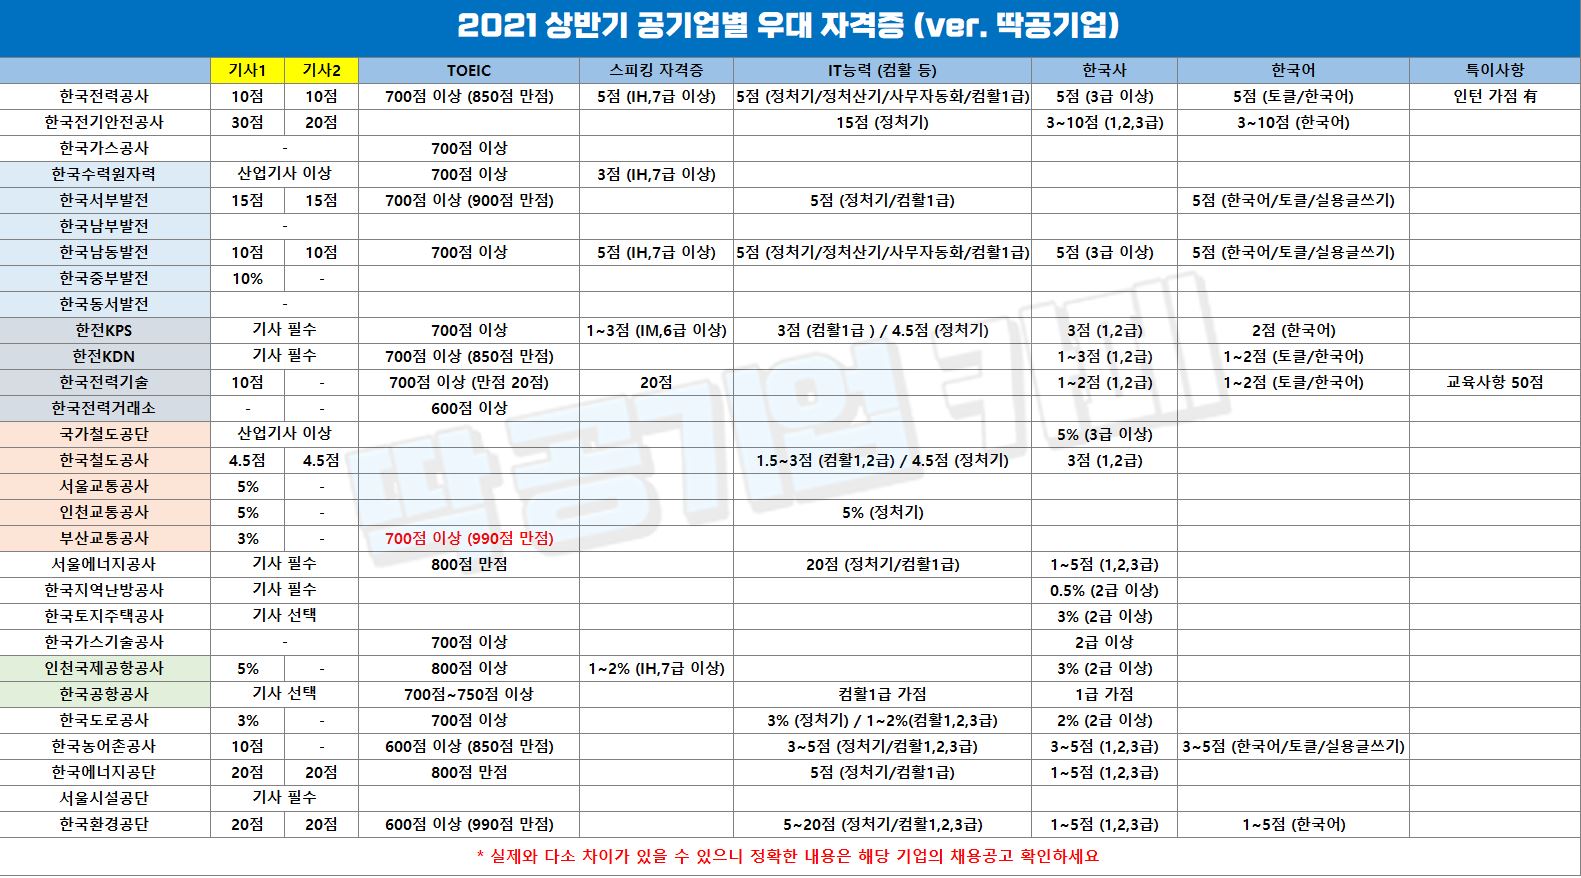 2021 상반기 공기업별 우대 자격증 (ver. 딱공기업)
기사1 기사2 TOEIC 스피킹 자격증 IT능력 (컴활 등) 한국사 한국어 특이사항
한국전력공사 10점 10점 700점 이상 (850점 만점) 5점 (IH,7급 이상) 5점 (정처기/정처산기/사무자동화/컴활1급) 5점 (3급 이상) 5점 (토클/한국어) 인턴 가점 有
한국전기안전공사 30점 20점 15점 (정처기) 3~10점 (1,2,3급) 3~10점 (한국어)
한국가스공사 - 700점 이상
한국수력원자력 산업기사 이상 700점 이상 3점 (IH,7급 이상)
한국서부발전 15점 15점 700점 이상 (900점 만점) 5점 (정처기/컴활1급) 5점 (한국어/토클/실용글쓰기)
한국남부발전 -
한국남동발전 10점 10점 700점 이상 5점 (IH,7급 이상) 5점 (정처기/정처산기/사무자동화/컴활1급) 5점 (3급 이상) 5점 (한국어/토클/실용글쓰기)
한국중부발전 10% -
한국동서발전 -
한전KPS 기사 필수 700점 이상 1~3점 (IM,6급 이상) 3점 (컴활1급 ) / 4.5점 (정처기) 3점 (1,2급) 2점 (한국어)
한전KDN 기사 필수 700점 이상 (850점 만점) 1~3점 (1,2급) 1~2점 (토클/한국어)
한국전력기술 10점 - 700점 이상 (만점 20점) 20점 1~2점 (1,2급) 1~2점 (토클/한국어) 교육사항 50점
한국전력거래소 - - 600점 이상
국가철도공단 산업기사 이상 5% (3급 이상)
한국철도공사 4.5점 4.5점 1.5~3점 (컴활1,2급) / 4.5점 (정처기) 3점 (1,2급)
서울교통공사 5% -
인천교통공사 5% - 5% (정처기)
부산교통공사 3% - 700점 이상 (990점 만점)
서울에너지공사 기사 필수 800점 만점 20점 (정처기/컴활1급) 1~5점 (1,2,3급)
한국지역난방공사 기사 필수 0.5% (2급 이상)
한국토지주택공사 기사 선택 3% (2급 이상)
한국가스기술공사 - 700점 이상 2급 이상
인천국제공항공사 5% - 800점 이상 1~2% (IH,7급 이상) 3% (2급 이상)
한국공항공사 기사 선택 700점~750점 이상 컴활1급 가점 1급 가점
한국도로공사 3% - 700점 이상 3% (정처기) / 1~2%(컴활1,2,3급) 2% (2급 이상)
한국농어촌공사 10점 - 600점 이상 (850점 만점) 3~5점 (정처기/컴활1,2,3급) 3~5점 (1,2,3급) 3~5점 (한국어/토클/실용글쓰기)
한국에너지공단 20점 20점 800점 만점 5점 (정처기/컴활1급) 1~5점 (1,2,3급)
서울시설공단 기사 필수
한국환경공단 20점 20점 600점 이상 (990점 만점) 5~20점 (정처기/컴활1,2,3급) 1~5점 (1,2,3급) 1~5점 (한국어)
* 실제와 다소 차이가 있을 수 있으니 정확한 내용은 해당 기업의 채용공고 확인하세요
딱공기업 카페